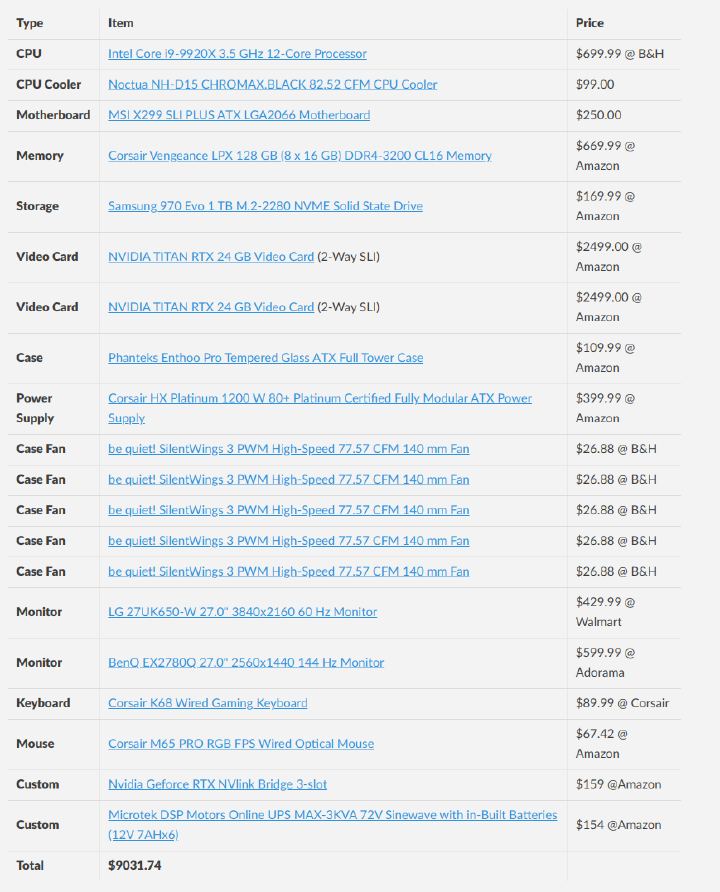 Type Item Price
CPU Intel Core i9-9920X 3.5 GHz 12-Core Processor $699.99 @ B&H
CPU Cooler Noctua NH-D15 CHROMAX.BLACK 82.52 CFM CPU Cooler $99.00
Motherboard MSI X299 SLI PLUS ATX LGA2066 Motherboard $250.00
Memory Corsair Vengeance LPX 128 GB (8 x 16 GB) DDR4-3200 CL16 Memory $669.99 @
Amazon
Storage Samsung 970 Evo 1 TB M.2-2280 NVME Solid State Drive $169.99 @
Amazon
Video Card NVIDIA TITAN RTX 24 GB Video Card (2-Way SLI) $2499.00 @
Amazon
Video Card NVIDIA TITAN RTX 24 GB Video Card (2-Way SLI) $2499.00 @
Amazon
Case Phanteks Enthoo Pro Tempered Glass ATX Full Tower Case $109.99 @
Amazon
Power Corsair HX Platinum 1200 W 80+ Platinum Certified Fully Modular ATX Power $399.99 @
Supply Supply Amazon
Case Fan be quiet! SilentWings 3 PWM High-Speed 77.57 CFM 140 mm Fan $26.88 @ B&H
Case Fan be quiet! SilentWings 3 PWM High-Speed 77.57 CFM 140 mm Fan $26.88 @ B&H
Case Fan be quiet! SilentWings 3 PWM High-Speed 77.57 CFM 140 mm Fan $26.88 @ B&H
Case Fan be quiet! SilentWings 3 PWM High-Speed 77.57 CFM 140 mm Fan $26.88 @ B&H
Case Fan be quiet! SilentWings 3 PWM High-Speed 77.57 CFM 140 mm Fan $26.88 @ B&H
Monitor LG 27UK650-W 27.0" 3840x2160 60 Hz Monitor $429.99 @
Walmart
Monitor BenQ EX2780Q 27.0" 2560x1440 144 Hz Monitor $599.99 @
Adorama
Keyboard Corsair K68 Wired Gaming Keyboard $89.99 @ Corsair
Mouse Corsair M65 PRO RGB FPS Wired Optical Mouse $67.42 @
Amazon
Custom Nvidia Geforce RTX NVlink Bridge 3-slot $159 @Amazon
Custom Microtek DSP Motors Online UPS MAX-3KVA 72V Sinewave with in-Built Batteries $154 @Amazon
(12V 7AHx6)
Total $9031.74